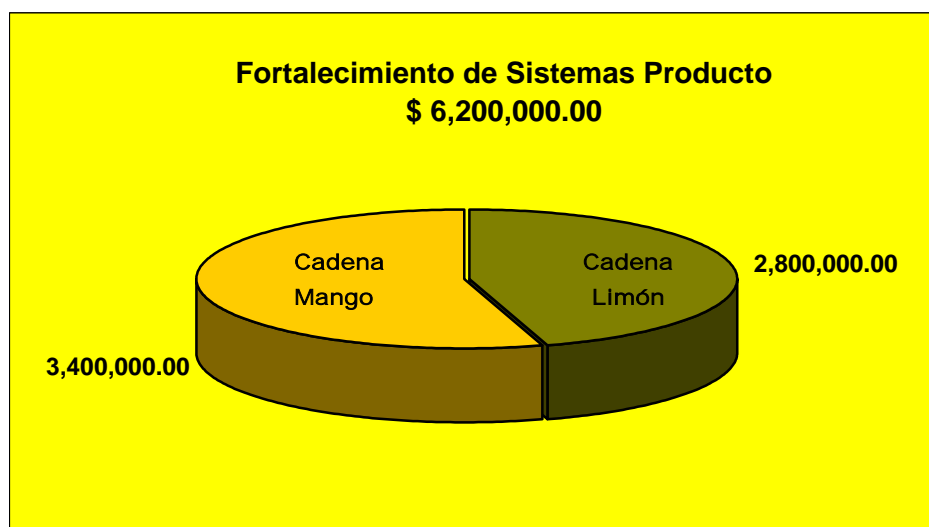 Fortalecimiento de Sistemas Producto
$ 6,200,000.00
Cadena
Mango
Cadena
Limón
2,800,000.00
3,400,000.00